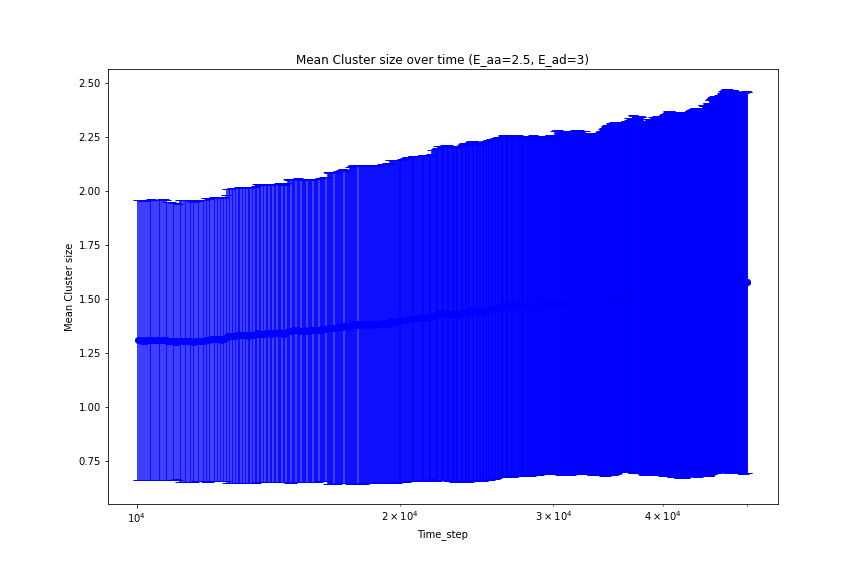 Mean Cluster size over time (E_aa=2.5, E_ad=3)
2.50
2.25
2.00
1.75
1.50
1.25
1.00
0.75
Mean Cluster size
10⁴
2 × 10⁴
3 × 10⁴
4 × 10⁴
Time_step